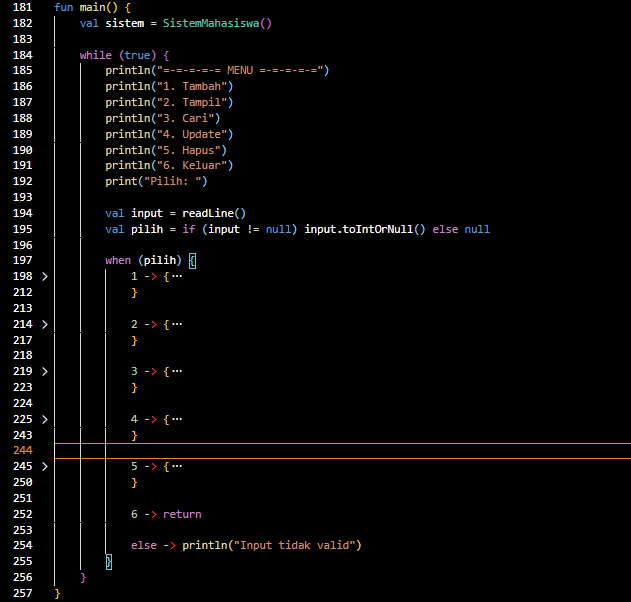 181 fun main() {
182 val sistem = SistemMahasiswa()
183
184 while (true) {
185 println("=-=-=-=-= MENU =-=-=-=-=")
186 println("1. Tambah")
187 println("2. Tampil")
188 println("3. Cari")
189 println("4. Update")
190 println("5. Hapus")
191 println("6. Keluar")
192 print("Pilih: ")
193
194 val input = readLine()
195 val pilih = if (input != null) input.toIntOrNull() else null
196
197 when (pilih) {
198 > 1 -> {···
212 }
213
214 > 2 -> {···
217 }
218
219 > 3 -> {···
223 }
224
225 > 4 -> {···
243 }
244
245 > 5 -> {···
250 }
251
252 6 -> return
253
254 else -> println("Input tidak valid")
255 }
256 }
257 }